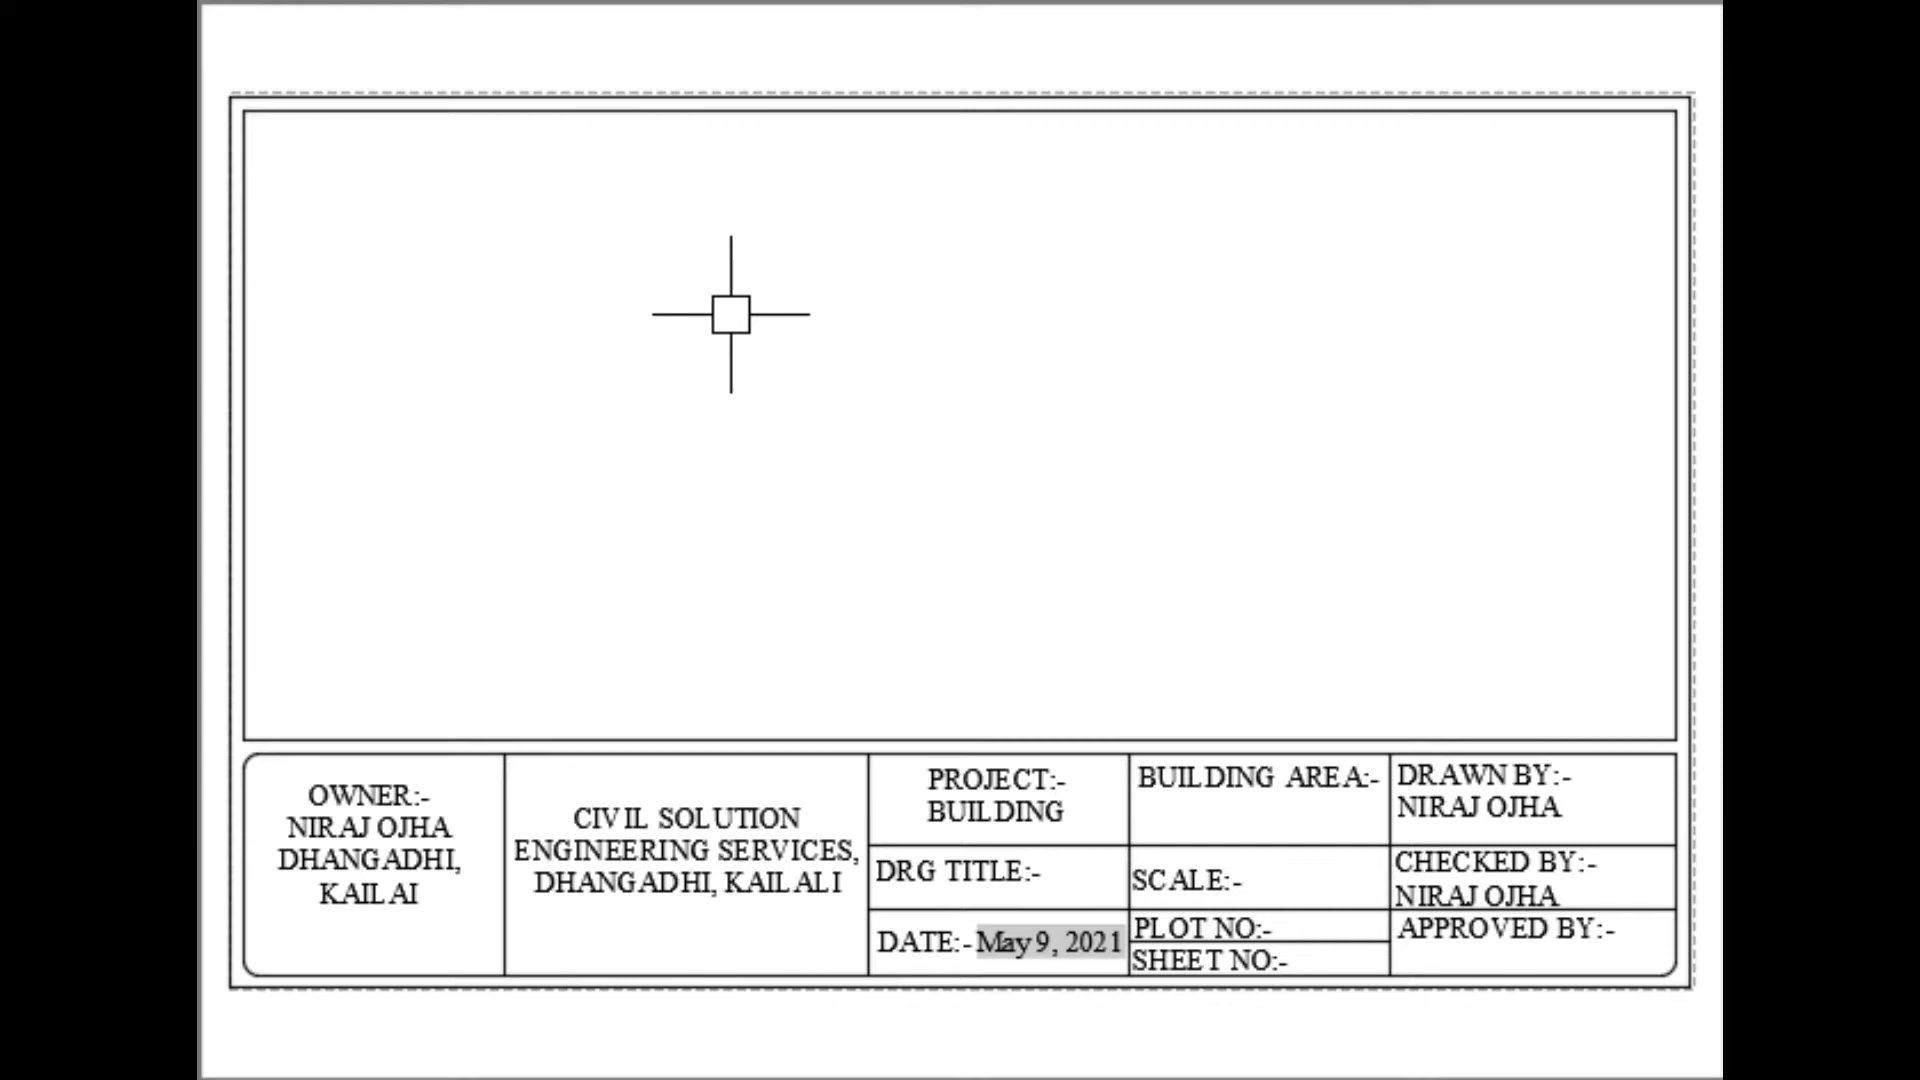 OWNER:-
NIRAJ OJHA
DHANGADHI,
KAILAI
CIVIL SOLUTION
ENGINEERING SERVICES,
DHANGADHI, KAILALI
PROJECT:-
BUILDING
DRG TITLE:-
DATE:- May 9, 2021
BUILDING AREA:-
SCALE:-
PLOT NO:-
SHEET NO:-
DRAWN BY:-
NIRAJ OJHA
CHECKED BY:-
NIRAJ OJHA
APPROVED BY:-